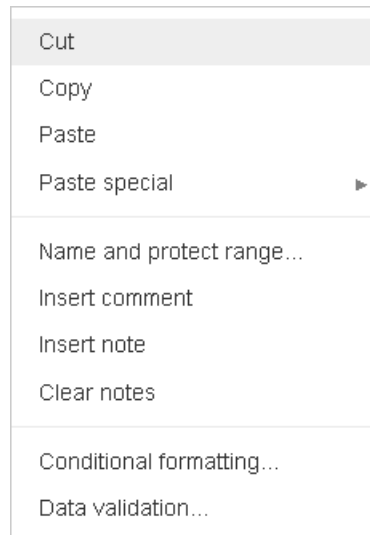 Cut
Copy
Paste
Paste special
Name and protect range...
Insert comment
Insert note
Clear notes
Conditional formatting...
Data validation...